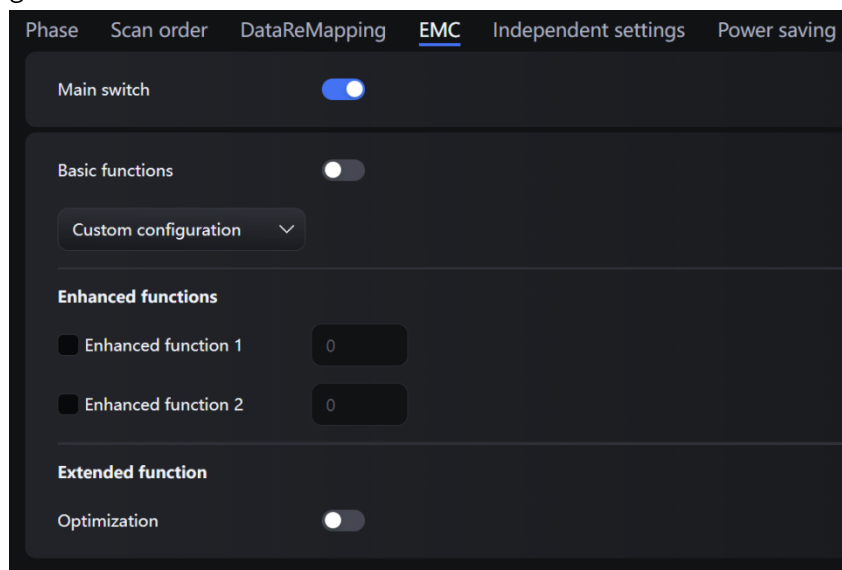 Phase Scan order DataReMapping EMC Independent settings Power saving
Main switch
Basic functions
Custom configuration
Enhanced functions
Enhanced function 1 0
Enhanced function 2 0
Extended function
Optimization